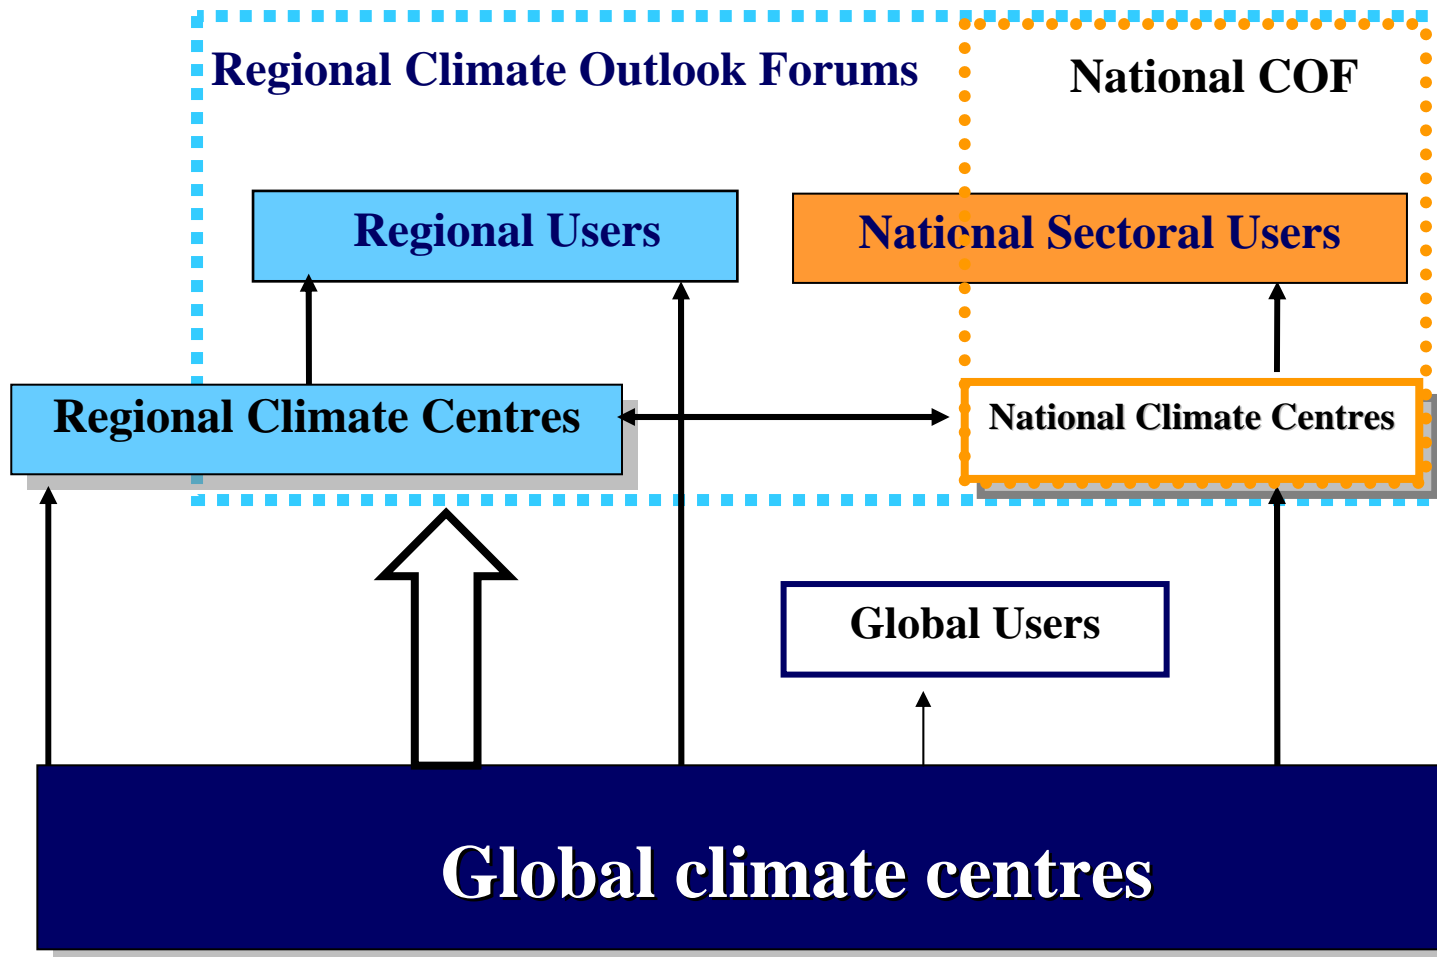 Regional Climate Outlook Forums
National COF
Regional Users
National Sectoral Users
Regional Climate Centres
National Climate Centres
Global Users
Global climate centres